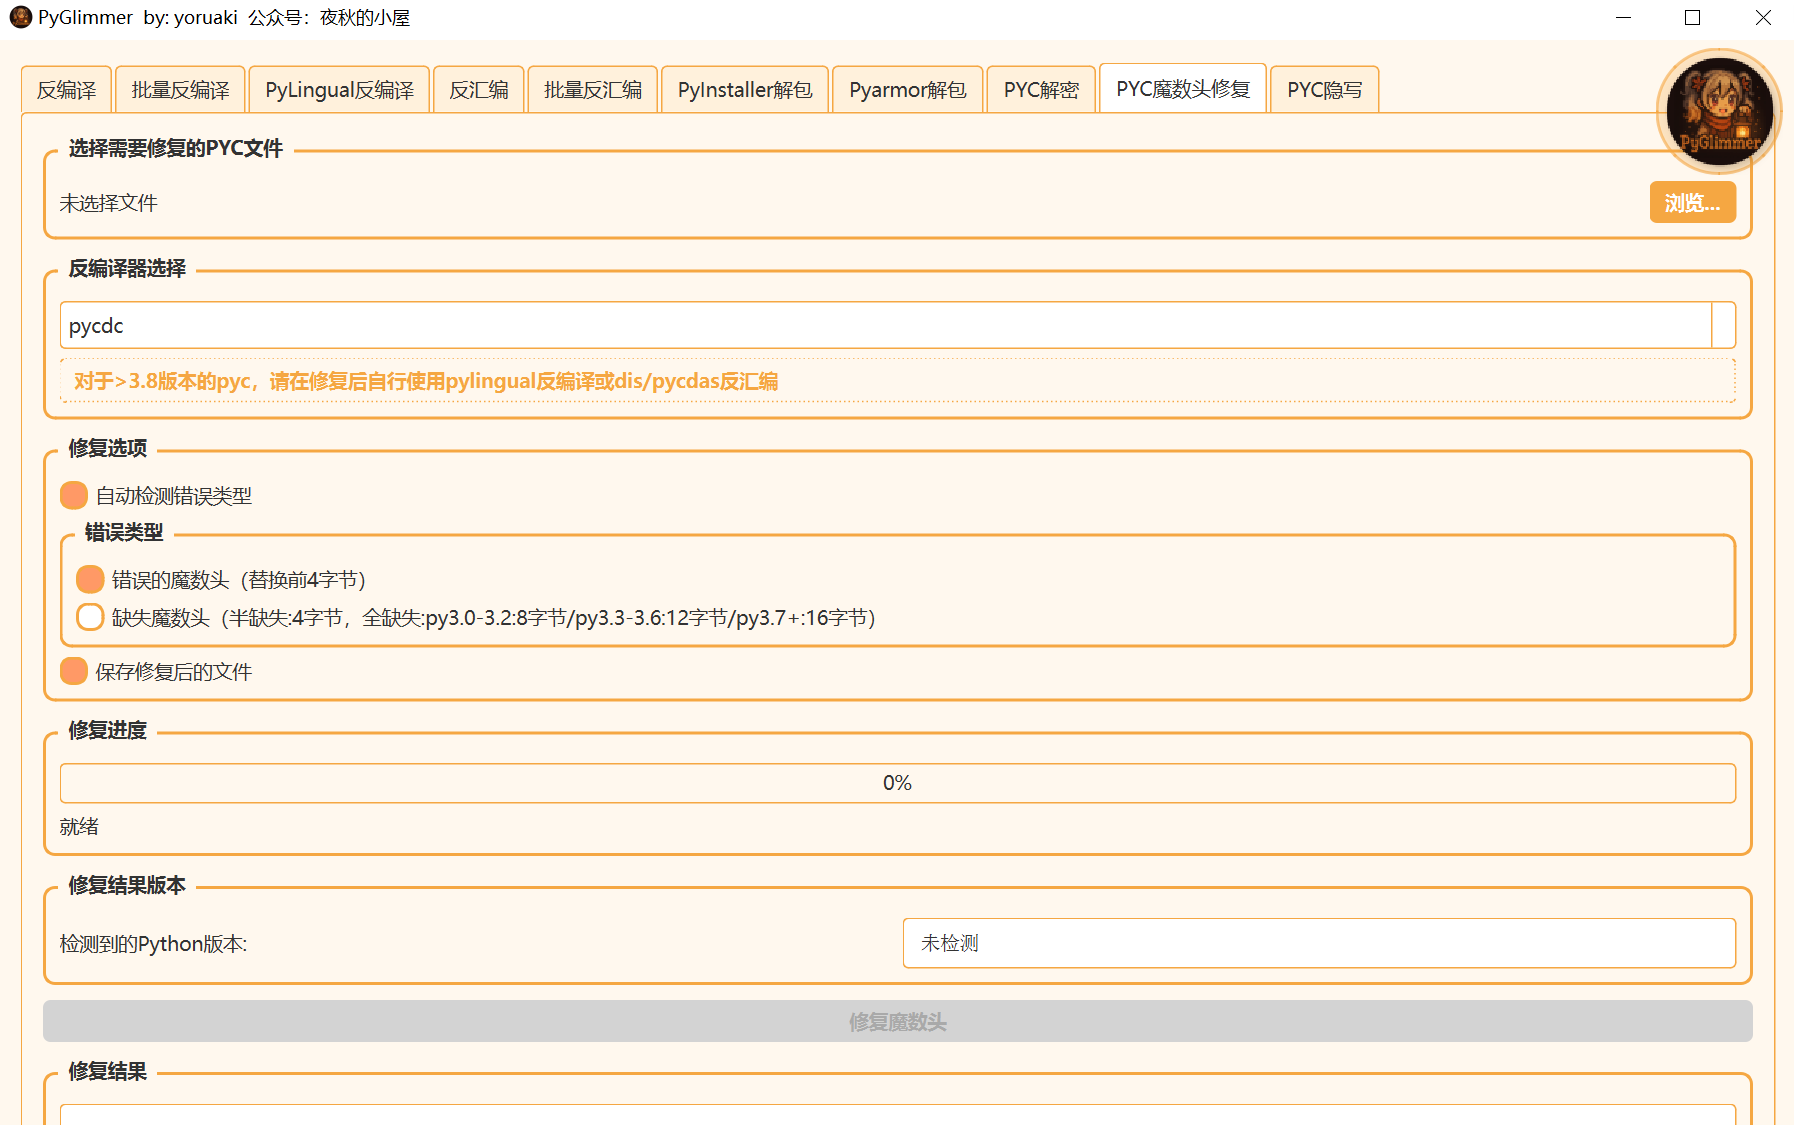 PyGlimmer by: yoruaki 公众号：夜秋的小屋
反编译 批量反编译 PyLingual反编译 反汇编 批量反汇编 PyInstaller解包 Pyarmor解包 PYC解密 PYC魔数头修复 PYC隐写
PyGlimmer
选择需要修复的PYC文件
未选择文件 浏览...
反编译器选择
pycdc
对于>3.8版本的pyc，请在修复后自行使用pylingual反编译或dis/pycdas反汇编
修复选项
自动检测错误类型
错误类型
错误的魔数头（替换前4字节）
缺失魔数头（半缺失:4字节，全缺失:py3.0-3.2:8字节/py3.3-3.6:12字节/py3.7+:16字节）
保存修复后的文件
修复进度
0%
就绪
修复结果版本
检测到的Python版本: 未检测
修复魔数头
修复结果